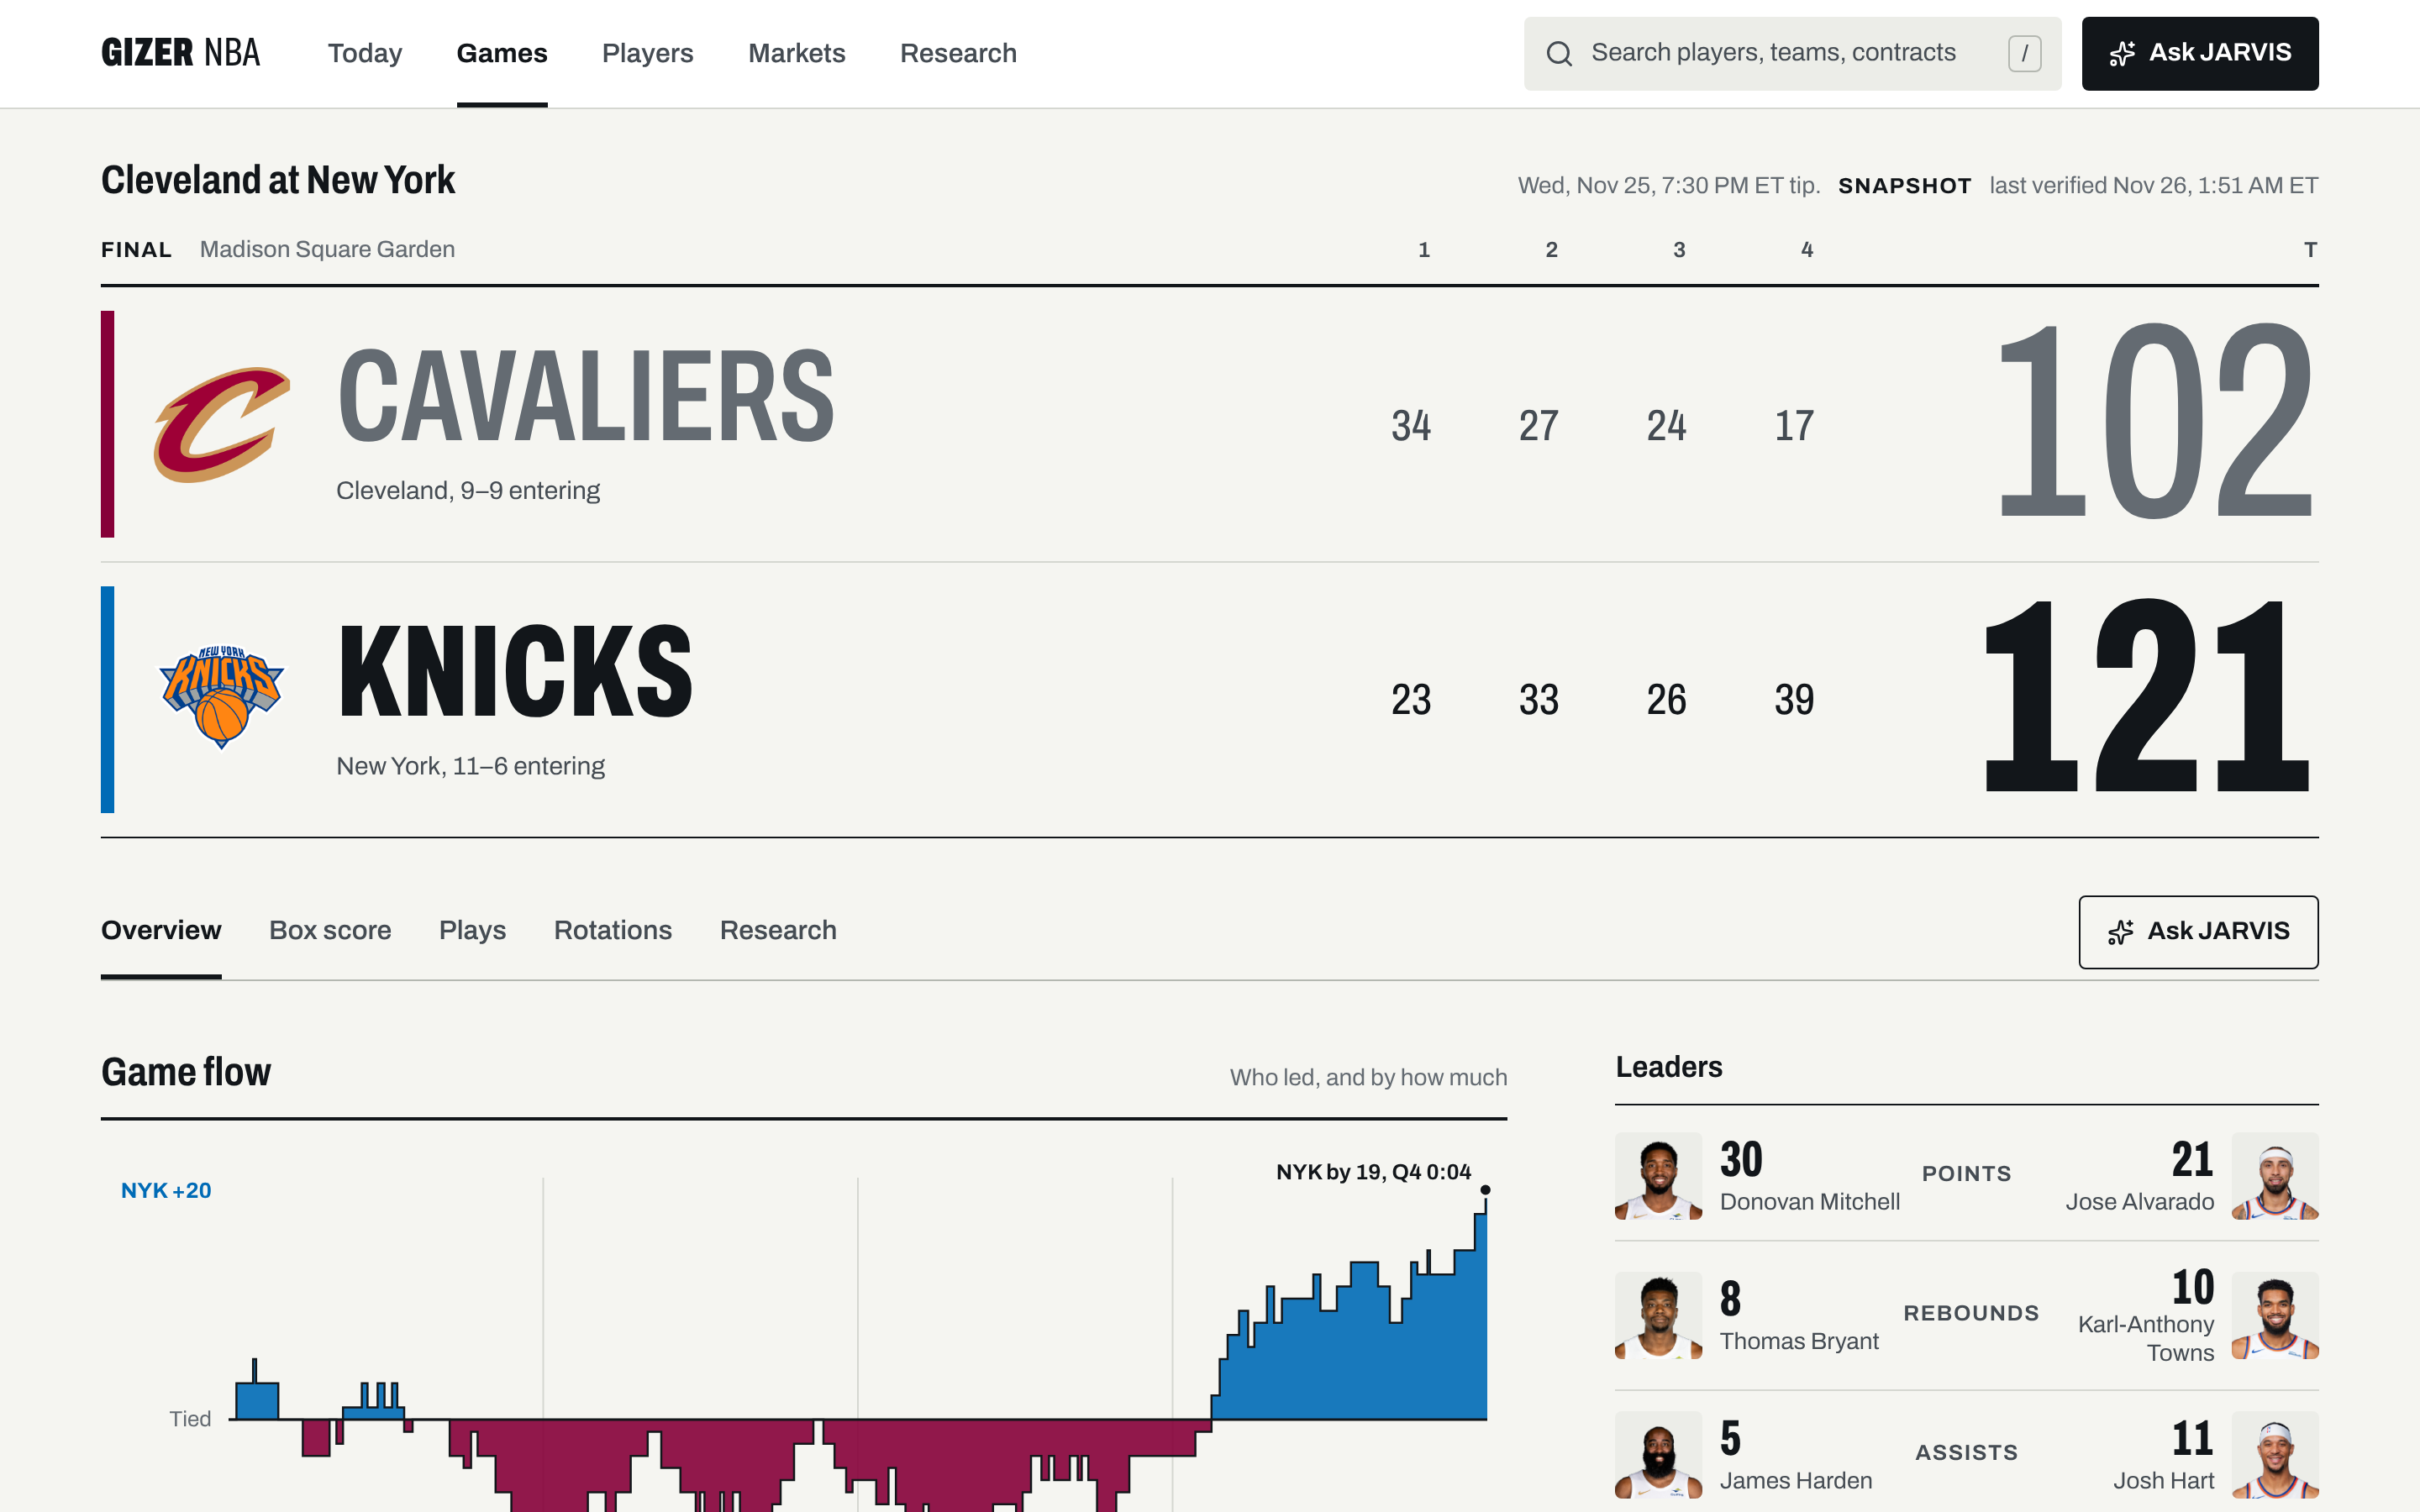 GIZER NBA
Today
Games
Players
Markets
Research
Search players, teams, contracts
/
Ask JARVIS
Cleveland at New York
Wed, Nov 25, 7:30 PM ET tip. SNAPSHOT last verified Nov 26, 1:51 AM ET
FINAL Madison Square Garden
1 2 3 4 T
CAVALIERS
Cleveland, 9–9 entering
34 27 24 17 102
NEW YORK
KNICKS
KNICKS
New York, 11–6 entering
23 33 26 39 121
Overview
Box score
Plays
Rotations
Research
Ask JARVIS
Game flow
Who led, and by how much
NYK +20
NYK by 19, Q4 0:04
Tied
Leaders
30
Donovan Mitchell
POINTS
21
Jose Alvarado
8
Thomas Bryant
REBOUNDS
10
Karl-Anthony
Towns
5
James Harden
ASSISTS
11
Josh Hart